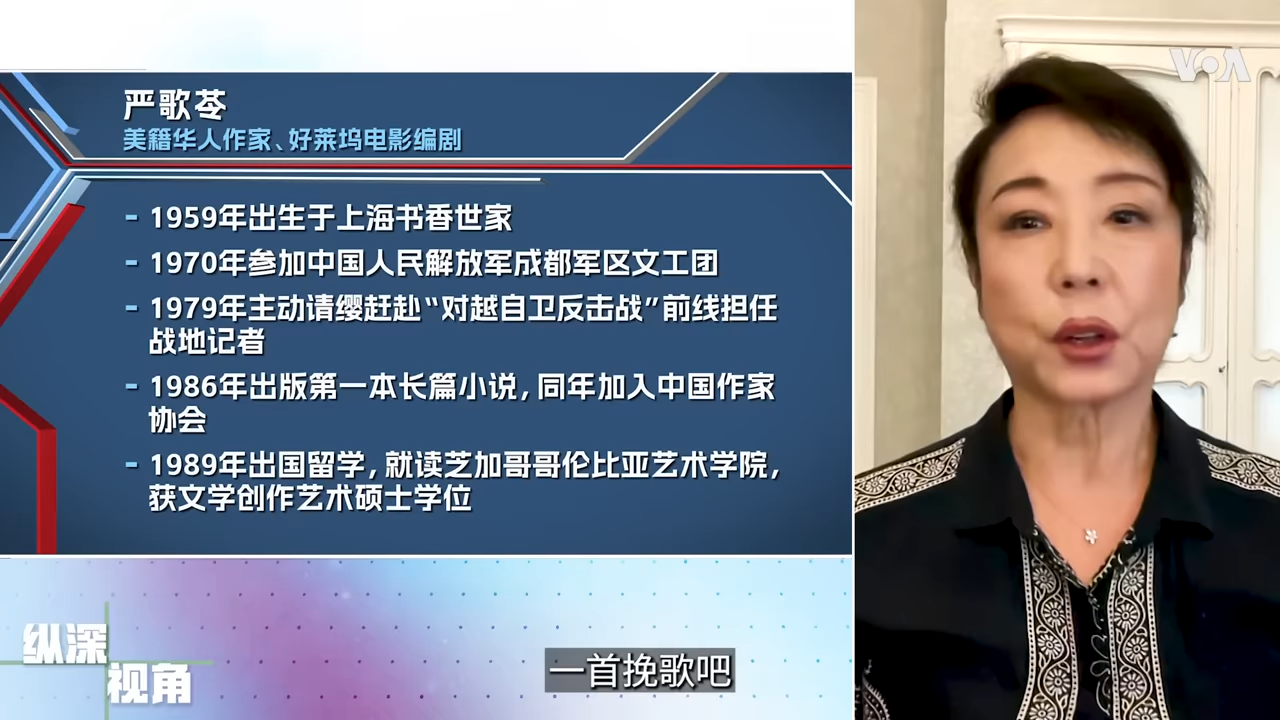 严歌苓
美籍华人作家、好莱坞电影编剧
- 1959年出生于上海书香世家
- 1970年参加中国人民解放军成都军区文工团
- 1979年主动请缨赶赴“对越自卫反击战”前线担任
战地记者
- 1986年出版第一本长篇小说,同年加入中国作家
协会
- 1989年出国留学,就读芝加哥哥伦比亚艺术学院,
获文学创作艺术硕士学位
VOA
纵深
视角
一首挽歌吧